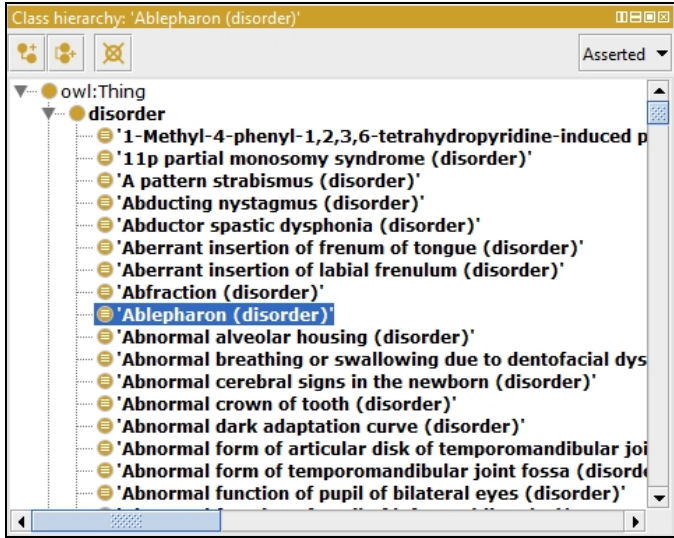 Class hierarchy: 'Ablepharon (disorder)'
Asserted
owl:Thing
disorder
'1-Methyl-4-phenyl-1,2,3,6-tetrahydropyridine-induced p
'11p partial monosomy syndrome (disorder)'
'A pattern strabismus (disorder)'
'Abducting nystagmus (disorder)'
'Abductor spastic dysphonia (disorder)'
'Aberrant insertion of frenum of tongue (disorder)'
'Aberrant insertion of labial frenulum (disorder)'
'Abfraction (disorder)'
'Ablepharon (disorder)'
'Abnormal alveolar housing (disorder)'
'Abnormal breathing or swallowing due to dentofacial dys
'Abnormal cerebral signs in the newborn (disorder)'
'Abnormal crown of tooth (disorder)'
'Abnormal dark adaptation curve (disorder)'
'Abnormal form of articular disk of temporomandibular joi
'Abnormal form of temporomandibular joint fossa (disorde
'Abnormal function of pupil of bilateral eyes (disorder)'